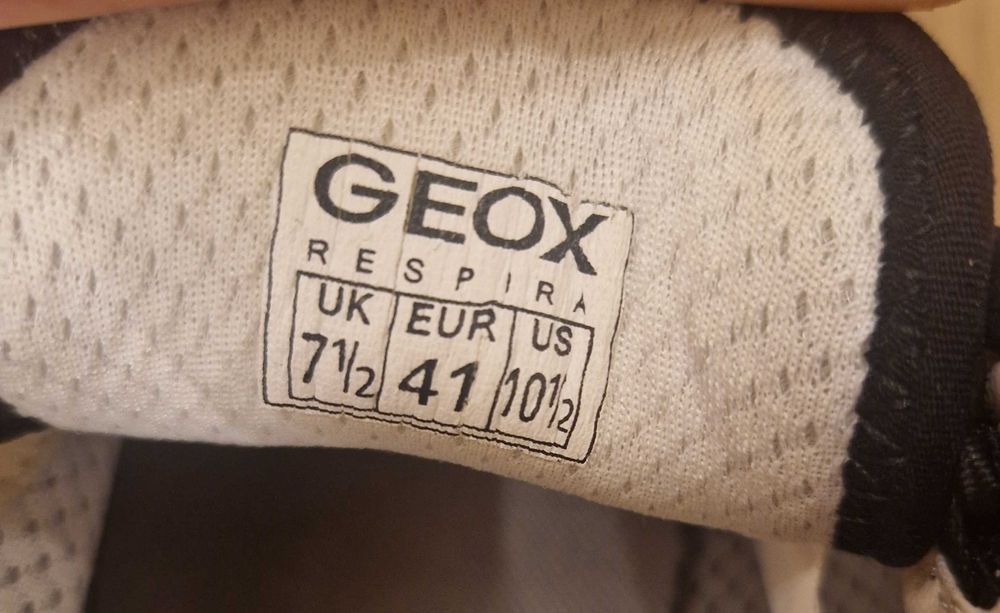 GEOX
RESPIRA
UK EUR US
7½ 41 10½